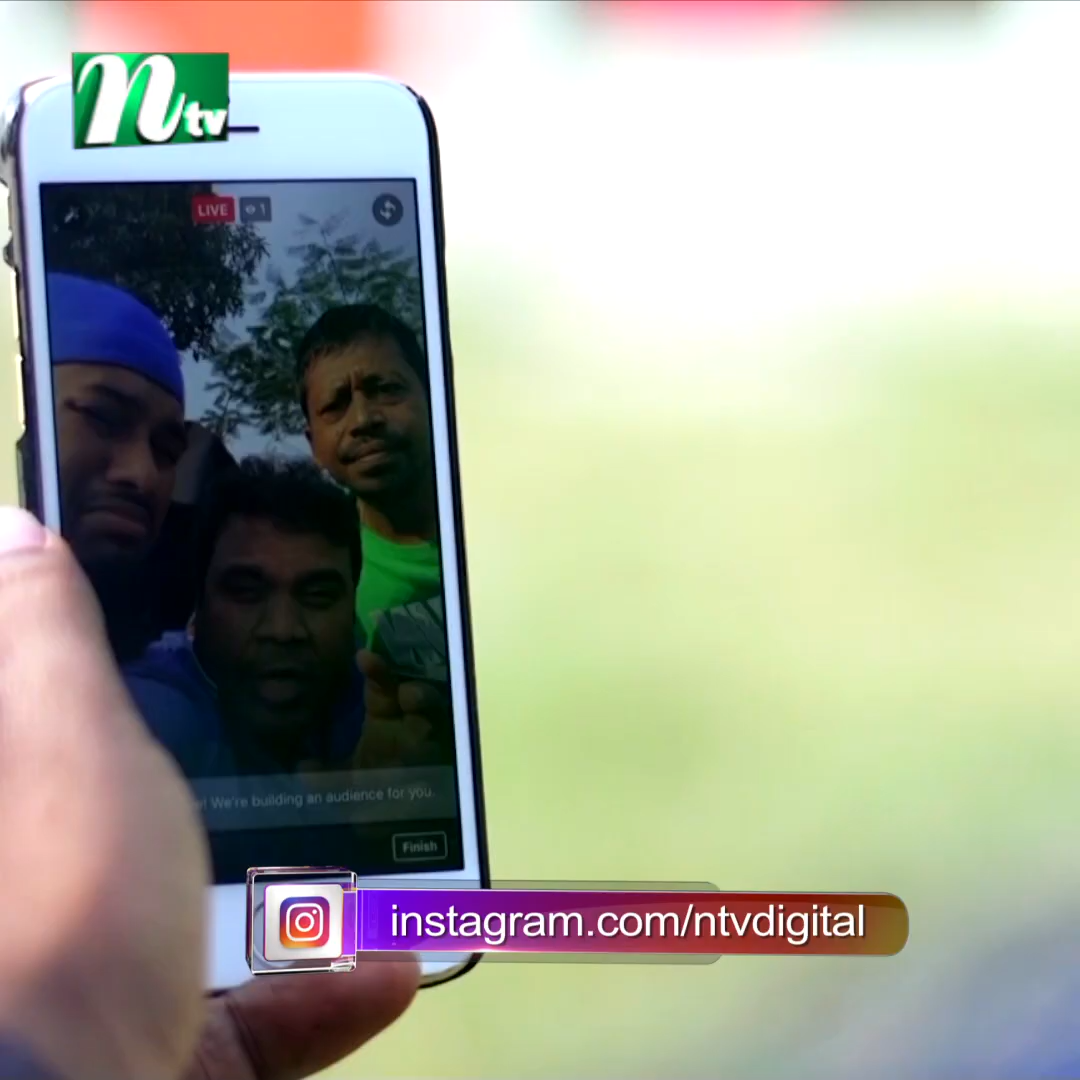 ntv
LIVE
1
We're building an audience for you.
Finish
instagram.com/ntvdigital